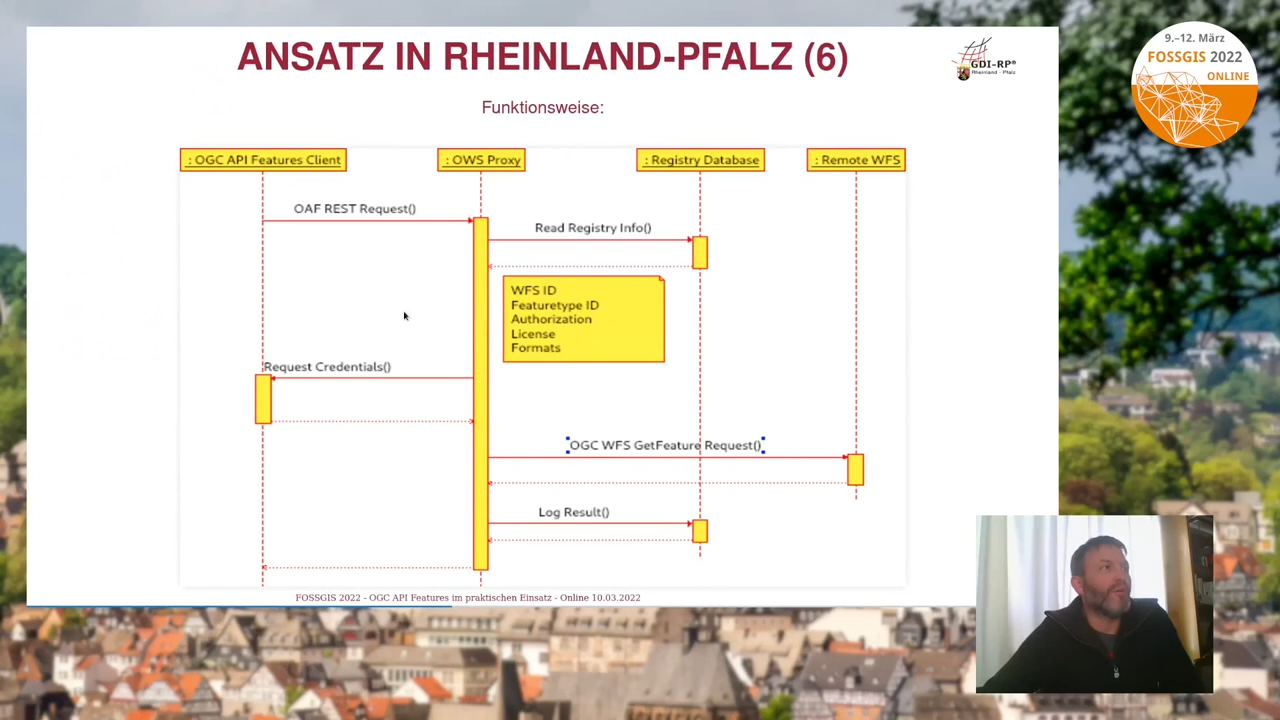 ANSATZ IN RHEINLAND-PFALZ (6)
GDI-RP®
Rheinland - Pfalz
9.–12. März
FOSSGIS 2022
ONLINE
Funktionsweise:
: OGC API Features Client
: OWS Proxy
: Registry Database
: Remote WFS
OAF REST Request()
Read Registry Info()
WFS ID
Featuretype ID
Authorization
License
Formats
Request Credentials()
OGC WFS GetFeature Request()
Log Result()
FOSSGIS 2022 - OGC API Features im praktischen Einsatz - Online 10.03.2022